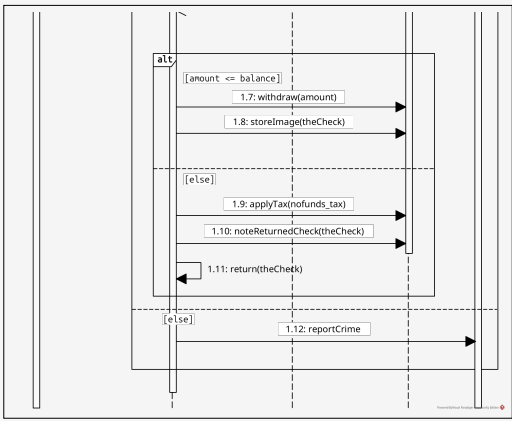 alt
[amount <= balance]
1.7: withdraw(amount)
1.8: storeImage(theCheck)
[else]
1.9: applyTax(nofunds_tax)
1.10: noteReturnedCheck(theCheck)
1.11: return(theCheck)
[else]
1.12: reportCrime